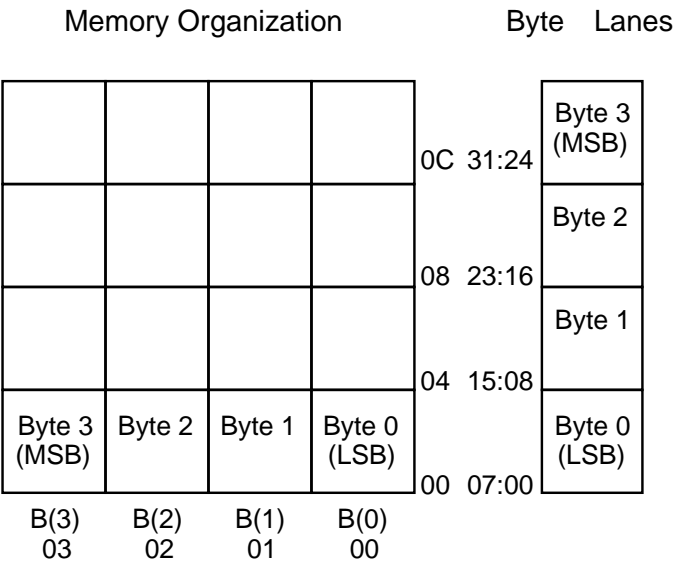 Memory Organization
Byte Lanes
Byte 3
(MSB)
0C 31:24
Byte 2
08 23:16
Byte 1
04 15:08
Byte 3
(MSB)
Byte 2
Byte 1
Byte 0
(LSB)
Byte 0
(LSB)
00 07:00
B(3) B(2) B(1) B(0)
03 02 01 00